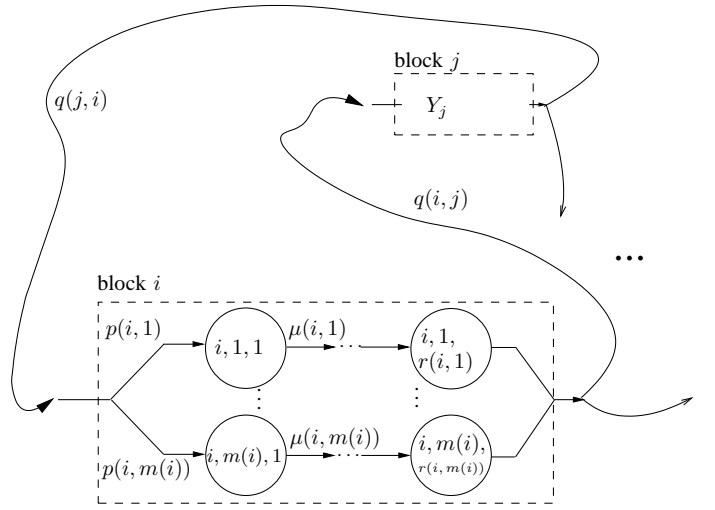 block j
q(j, i)
Y_j
q(i, j)
...
block i
p(i, 1)
i, 1, 1
μ(i, 1)
...
i, 1,
r(i, 1)
p(i, m(i))
i, m(i), 1
μ(i, m(i))
...
i, m(i),
r(i, m(i))